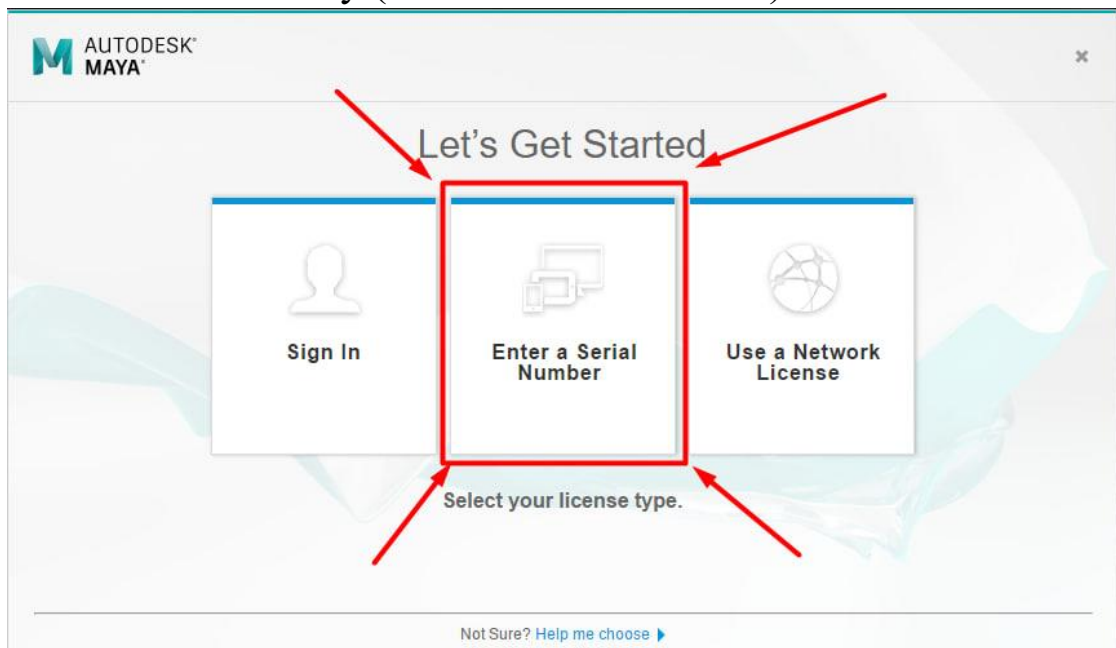 AUTODESK®
MAYA®
Let's Get Started
Sign In
Enter a Serial
Number
Use a Network
License
Select your license type.
Not Sure? Help me choose